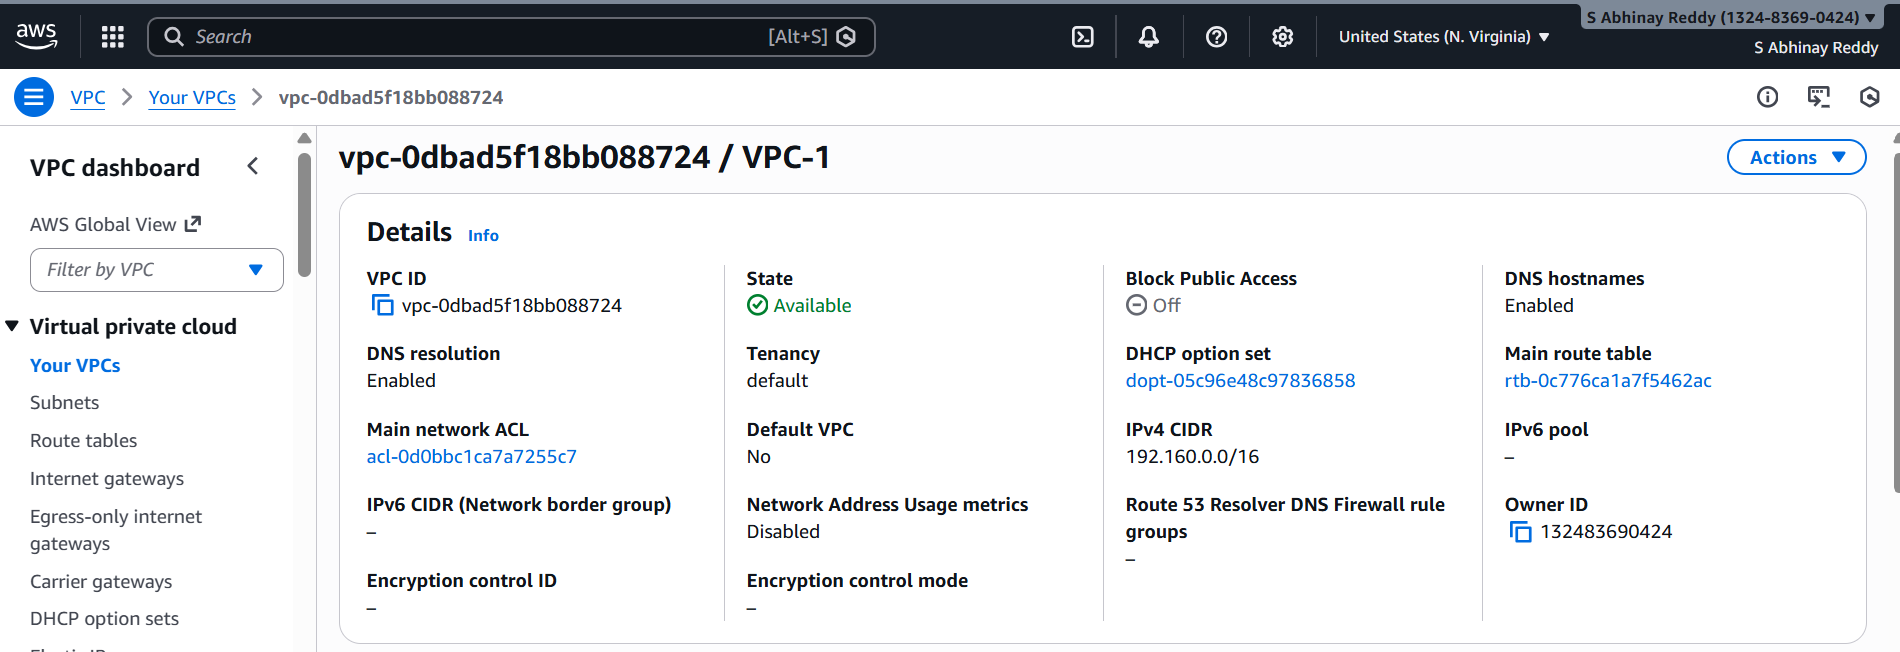 aws
Search [Alt+S]
United States (N. Virginia)
S Abhinay Reddy (1324-8369-0424)
S Abhinay Reddy
VPC Your VPCs vpc-0dbad5f18bb088724
VPC dashboard
AWS Global View
Filter by VPC
Virtual private cloud
Your VPCs
Subnets
Route tables
Internet gateways
Egress-only internet
gateways
Carrier gateways
DHCP option sets
vpc-0dbad5f18bb088724 / VPC-1
Actions
Details Info
VPC ID
vpc-0dbad5f18bb088724
State
Available
Block Public Access
Off
DNS hostnames
Enabled
DNS resolution
Enabled
Tenancy
default
DHCP option set
dopt-05c96e48c97836858
Main route table
rtb-0c776ca1a7f5462ac
Main network ACL
acl-0d0bbc1ca7a7255c7
Default VPC
No
IPv4 CIDR
192.160.0.0/16
IPv6 pool
–
IPv6 CIDR (Network border group)
–
Network Address Usage metrics
Disabled
Route 53 Resolver DNS Firewall rule
groups
–
Owner ID
132483690424
Encryption control ID
–
Encryption control mode
–